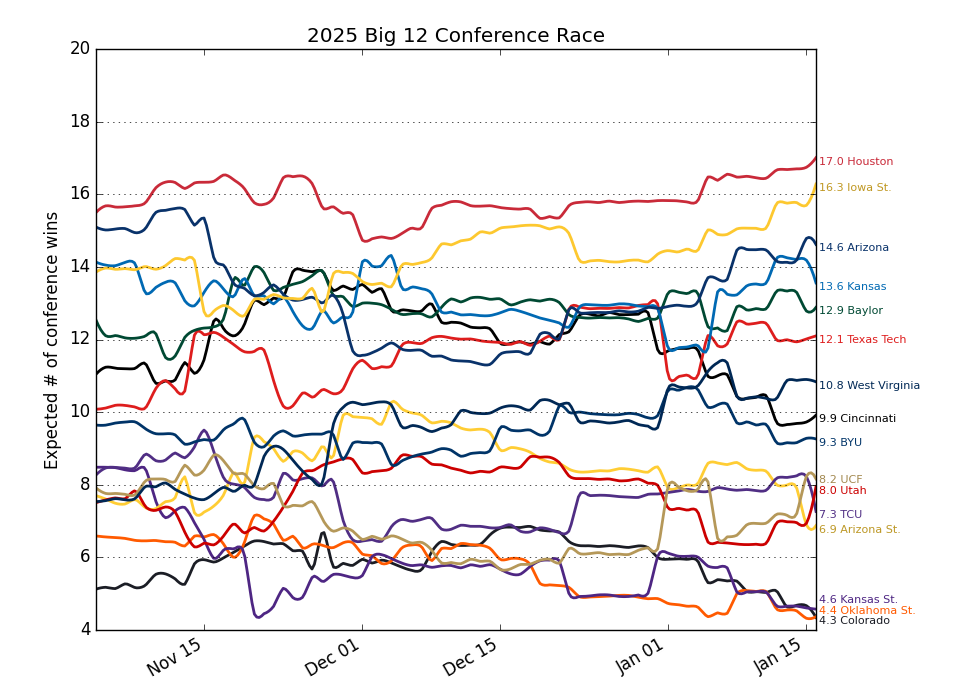 2025 Big 12 Conference Race
Expected # of conference wins
20
18
16
14
12
10
8
6
4
Nov 15
Dec 01
Dec 15
Jan 01
Jan 15
17.0 Houston
16.3 Iowa St.
14.6 Arizona
13.6 Kansas
12.9 Baylor
12.1 Texas Tech
10.8 West Virginia
9.9 Cincinnati
9.3 BYU
8.2 UCF
8.0 Utah
7.3 TCU
6.9 Arizona St.
4.6 Kansas St.
4.4 Oklahoma St.
4.3 Colorado